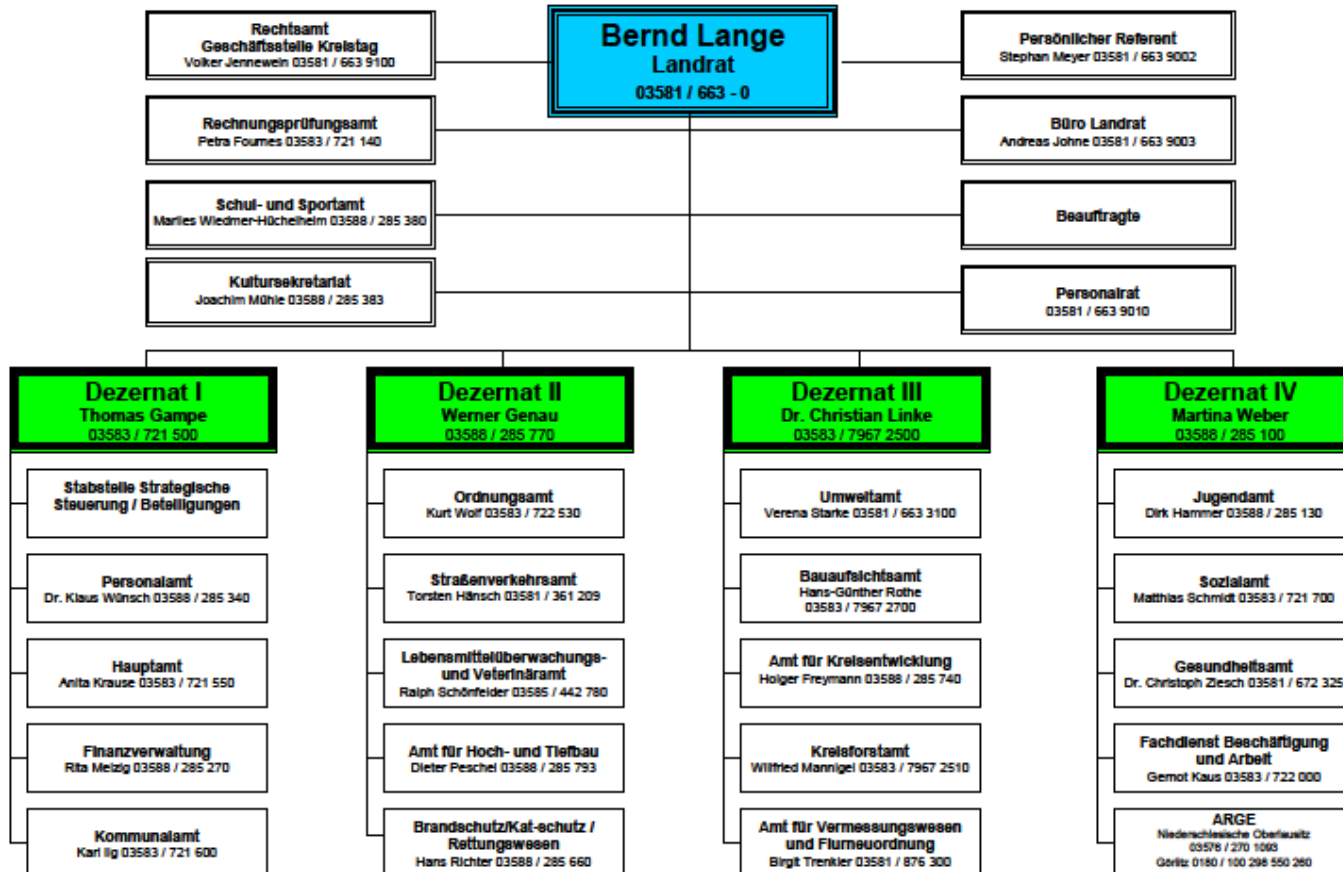 Rechtsamt
Geschäftsstelle Kreistag
Volker Jennewein 03581 / 663 9100
Bernd Lange
Landrat
03581 / 663 - 0
Persönlicher Referent
Stephan Meyer 03581 / 663 9002
Rechnungsprüfungsamt
Petra Fournes 03583 / 721 140
Büro Landrat
Andreas Johne 03581 / 663 9003
Schul- und Sportamt
Marlies Wiedmer-Hüchelheim 03588 / 285 380
Beauftragte
Kultursekretariat
Joachim Mühle 03588 / 285 383
Personalrat
03581 / 663 9010
Dezernat I
Thomas Gampe
03583 / 721 500
Stabstelle Strategische
Steuerung / Beteiligungen
Personalamt
Dr. Klaus Wünsch 03588 / 285 340
Hauptamt
Anita Krause 03583 / 721 550
Finanzverwaltung
Rita Melzig 03588 / 285 270
Kommunalamt
Karl Ilg 03583 / 721 600
Dezernat II
Werner Genau
03588 / 285 770
Ordnungsamt
Kurt Wolf 03583 / 722 530
Straßenverkehrsamt
Torsten Hänsch 03581 / 361 209
Lebensmittelüberwachungs-
und Veterinäramt
Ralph Schönfelder 03585 / 442 780
Amt für Hoch- und Tiefbau
Dieter Peschel 03588 / 285 793
Brandschutz/Kat-schutz /
Rettungswesen
Hans Richter 03588 / 285 660
Dezernat III
Dr. Christian Linke
03583 / 7967 2500
Umweltamt
Verena Starke 03581 / 663 3100
Bauaufsichtsamt
Hans-Günther Rothe
03583 / 7967 2700
Amt für Kreisentwicklung
Holger Freymann 03588 / 285 740
Kreisforstamt
Wilfried Mannigel 03583 / 7967 2510
Amt für Vermessungswesen
und Flurneuordnung
Birgit Trenkler 03581 / 876 300
Dezernat IV
Martina Weber
03588 / 285 100
Jugendamt
Dirk Hammer 03588 / 285 130
Sozialamt
Matthias Schmidt 03583 / 721 700
Gesundheitsamt
Dr. Christoph Ziesch 03581 / 672 325
Fachdienst Beschäftigung
und Arbeit
Gernot Kaus 03583 / 722 000
ARGE
Niederschlesische Oberlausitz
03576 / 270 1093
Görlitz 0180 / 100 298 550 260